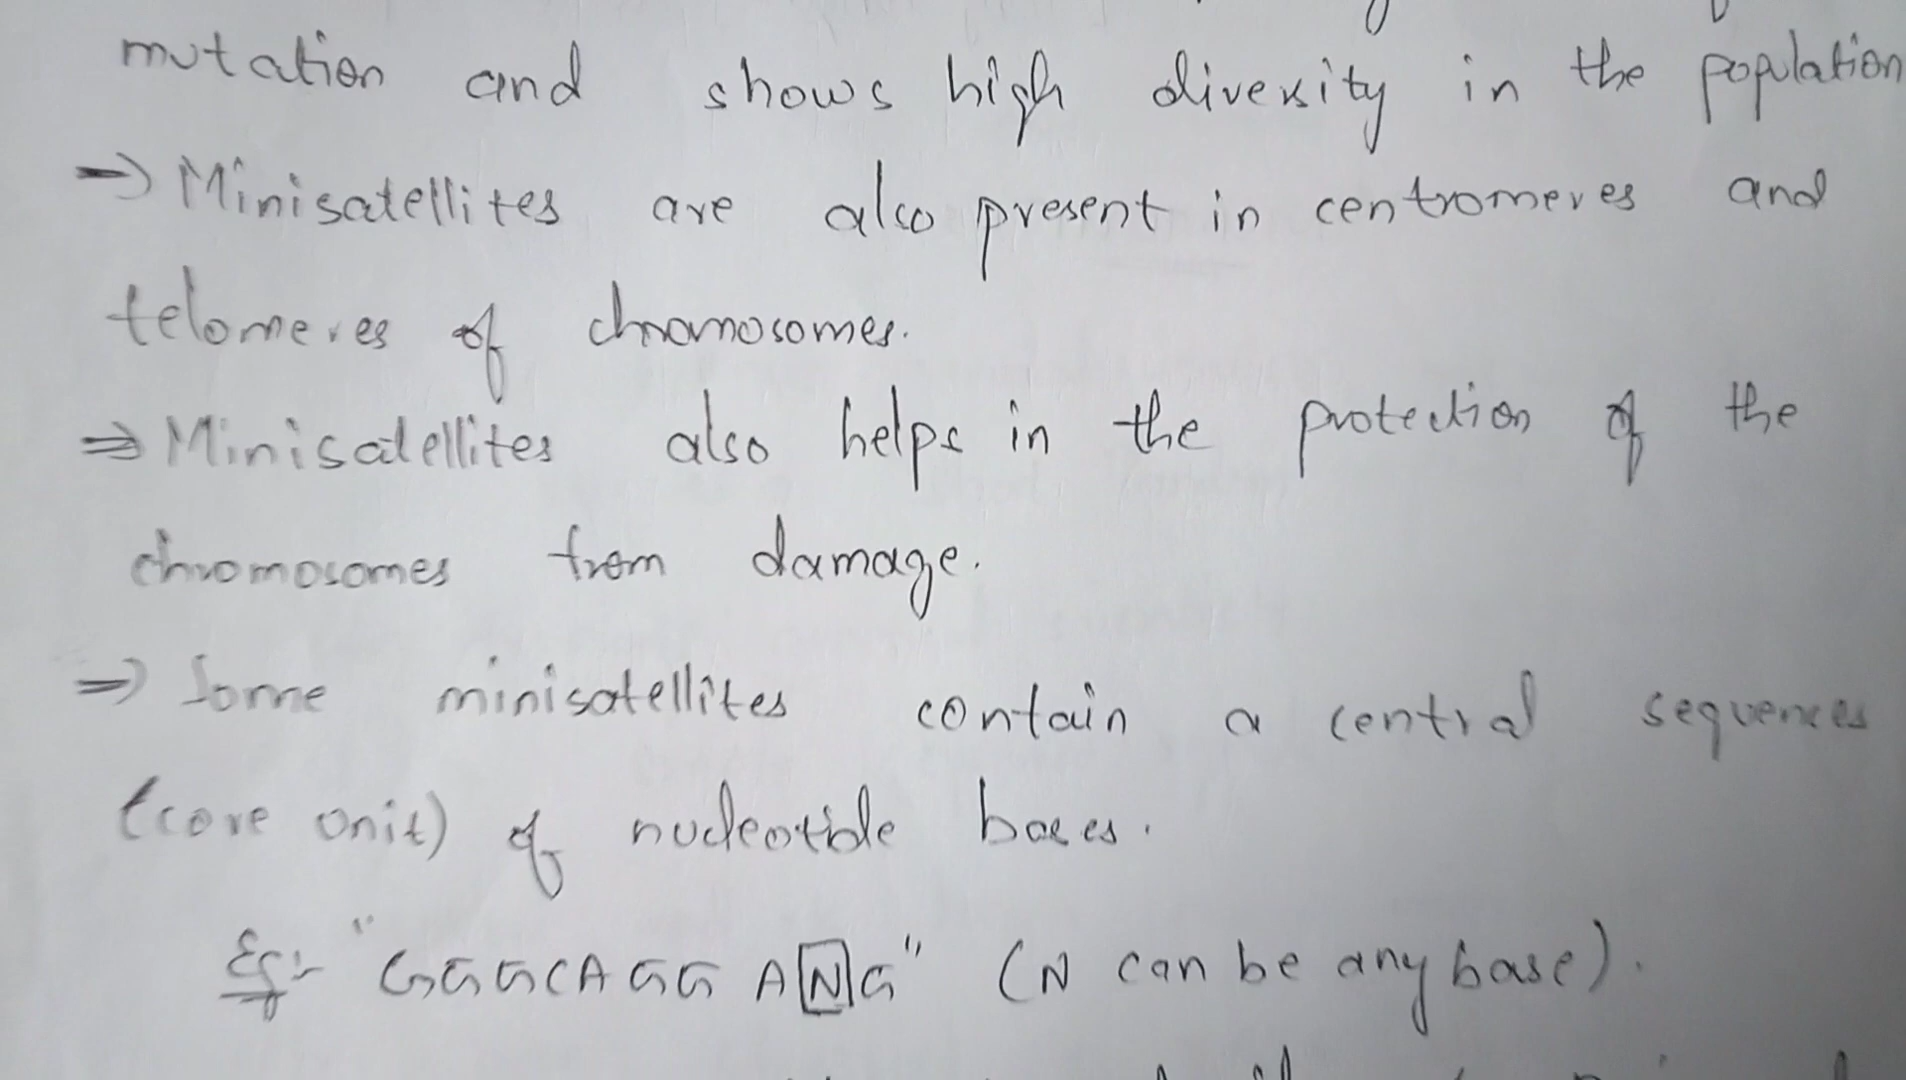 mutation and shows high diversity in the population
⇒ Minisatellites are also present in centromeres and
telomeres of chromosomes.
⇒ Minisatellites also helps in the protection of the
chromosomes from damage.
⇒ Some minisatellites contain a central sequences
(core unit) of nucleotide bases.
Eg:- "GGGCAGGANG" (N can be any base).